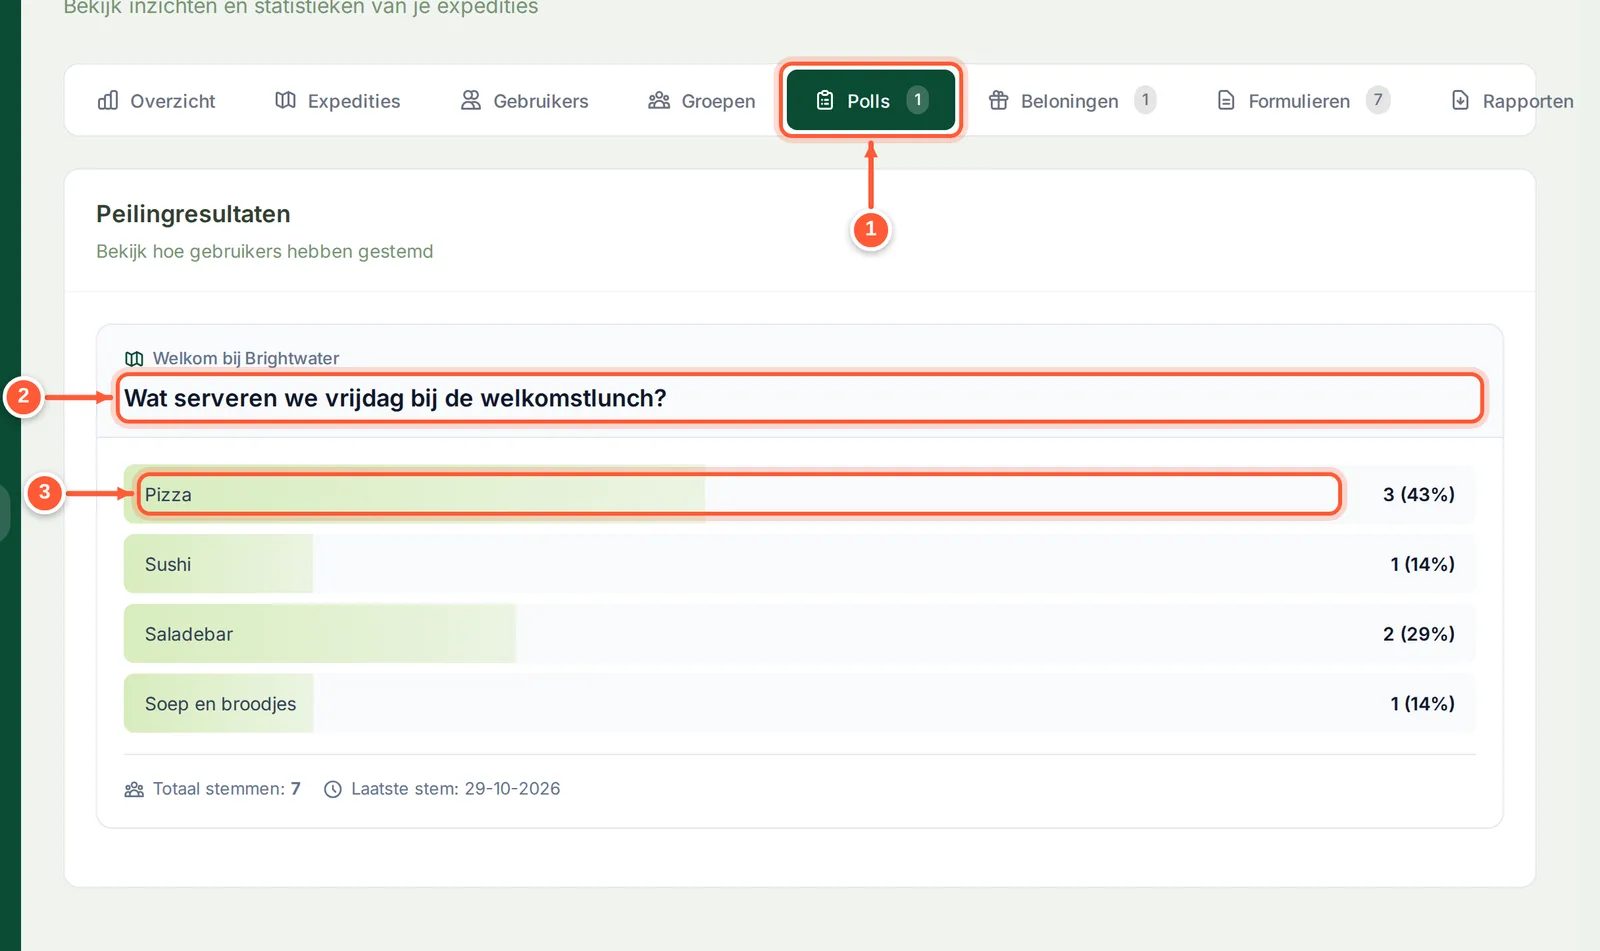 Bekijk inzichten en statistieken van je expedities
Overzicht
Expedities
Gebruikers
Groepen
Polls 1
Beloningen 1
Formulieren 7
Rapporten
1
Peilingresultaten
Bekijk hoe gebruikers hebben gestemd
Welkom bij Brightwater
2
Wat serveren we vrijdag bij de welkomstlunch?
3
Pizza 3 (43%)
Sushi 1 (14%)
Saladebar 2 (29%)
Soep en broodjes 1 (14%)
Totaal stemmen: 7 Laatste stem: 29-10-2026